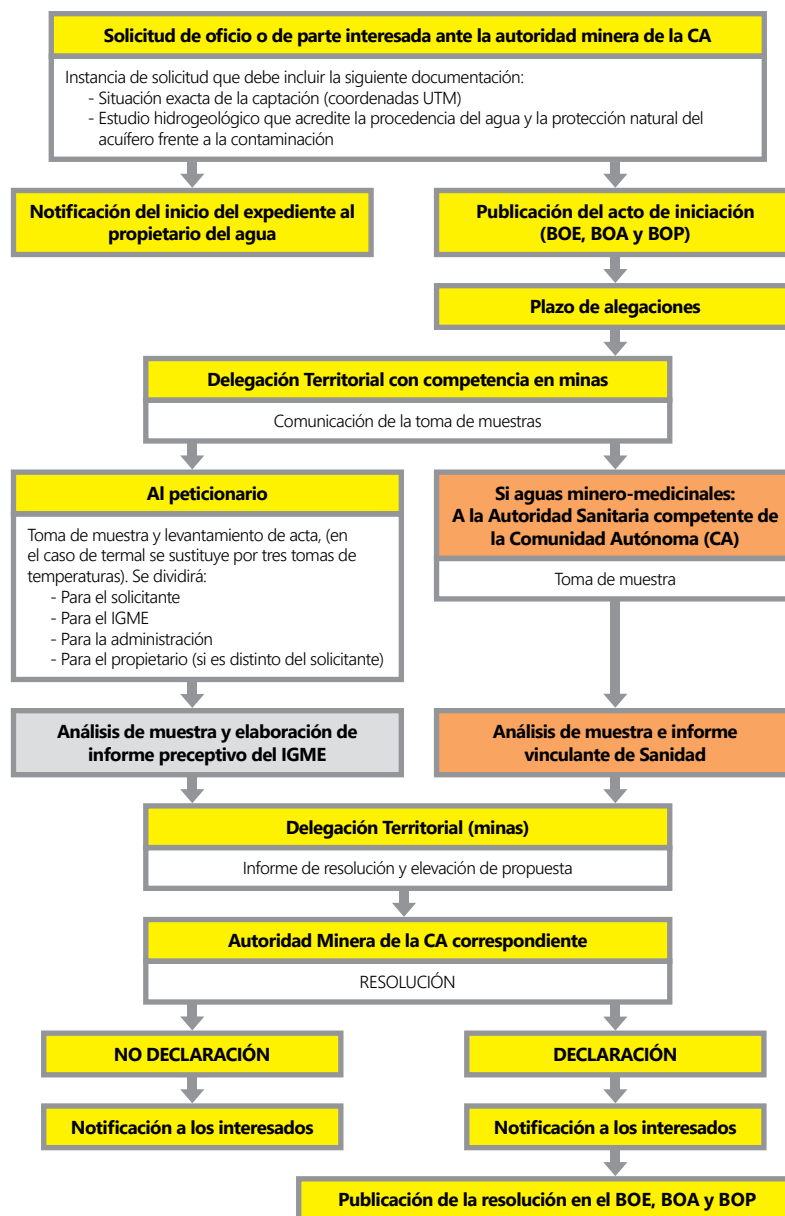 Solicitud de oficio o de parte interesada ante la autoridad minera de la CA
Instancia de solicitud que debe incluir la siguiente documentación:
- Situación exacta de la captación (coordenadas UTM)
- Estudio hidrogeológico que acredite la procedencia del agua y la protección natural del
acuífero frente a la contaminación
Notificación del inicio del expediente al
propietario del agua
Publicación del acto de iniciación
(BOE, BOA y BOP)
Plazo de alegaciones
Delegación Territorial con competencia en minas
Comunicación de la toma de muestras
Al peticionario
Toma de muestra y levantamiento de acta, (en
el caso de termal se sustituye por tres tomas de
temperaturas). Se dividirá:
- Para el solicitante
- Para el IGME
- Para la administración
- Para el propietario (si es distinto del solicitante)
Si aguas minero-medicinales:
A la Autoridad Sanitaria competente de
la Comunidad Autónoma (CA)
Toma de muestra
Análisis de muestra y elaboración de
informe preceptivo del IGME
Análisis de muestra e informe
vinculante de Sanidad
Delegación Territorial (minas)
Informe de resolución y elevación de propuesta
Autoridad Minera de la CA correspondiente
RESOLUCIÓN
NO DECLARACIÓN
DECLARACIÓN
Notificación a los interesados
Notificación a los interesados
Publicación de la resolución en el BOE, BOA y BOP